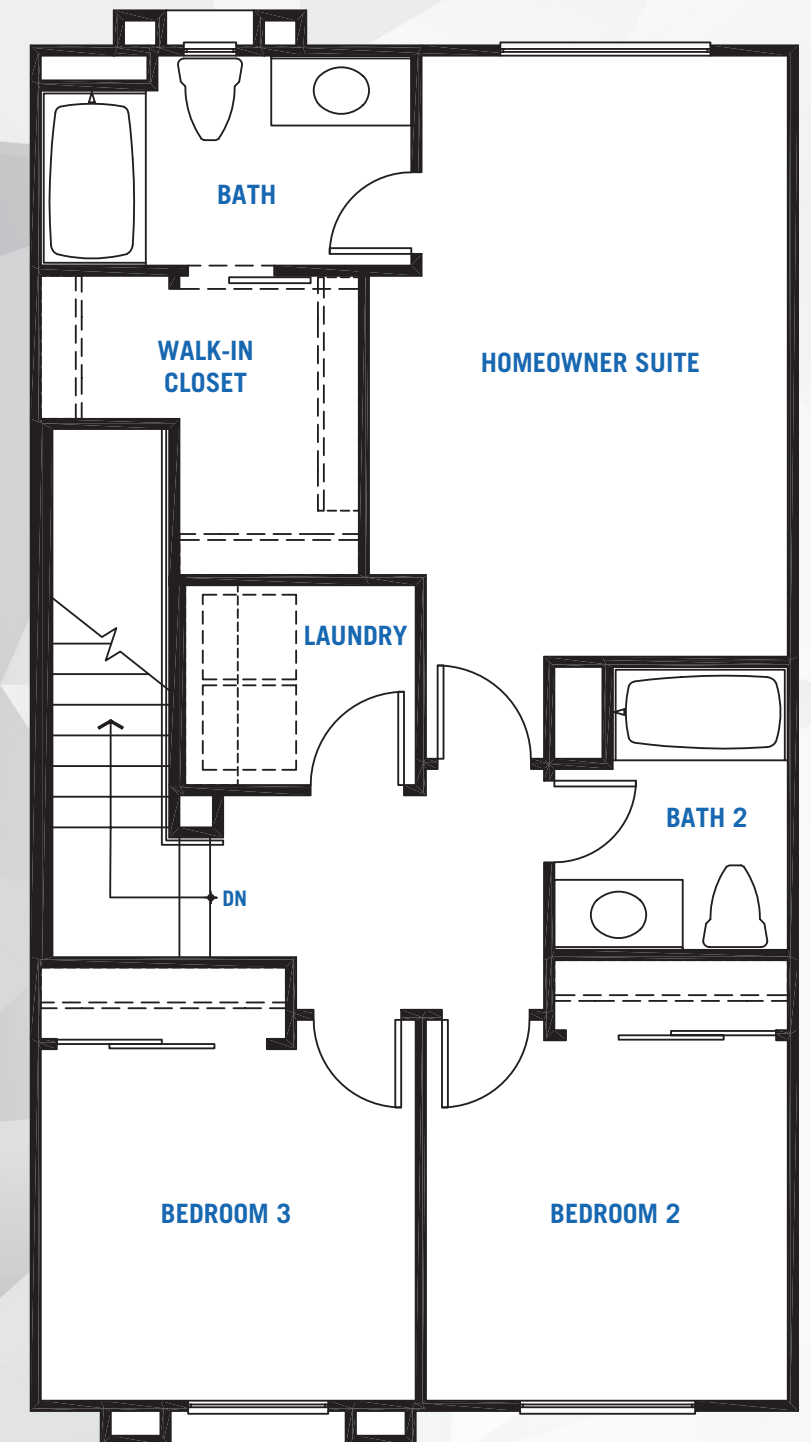 BATH
WALK-IN
CLOSET
HOMEOWNER SUITE
LAUNDRY
BATH 2
DN
BEDROOM 3
BEDROOM 2